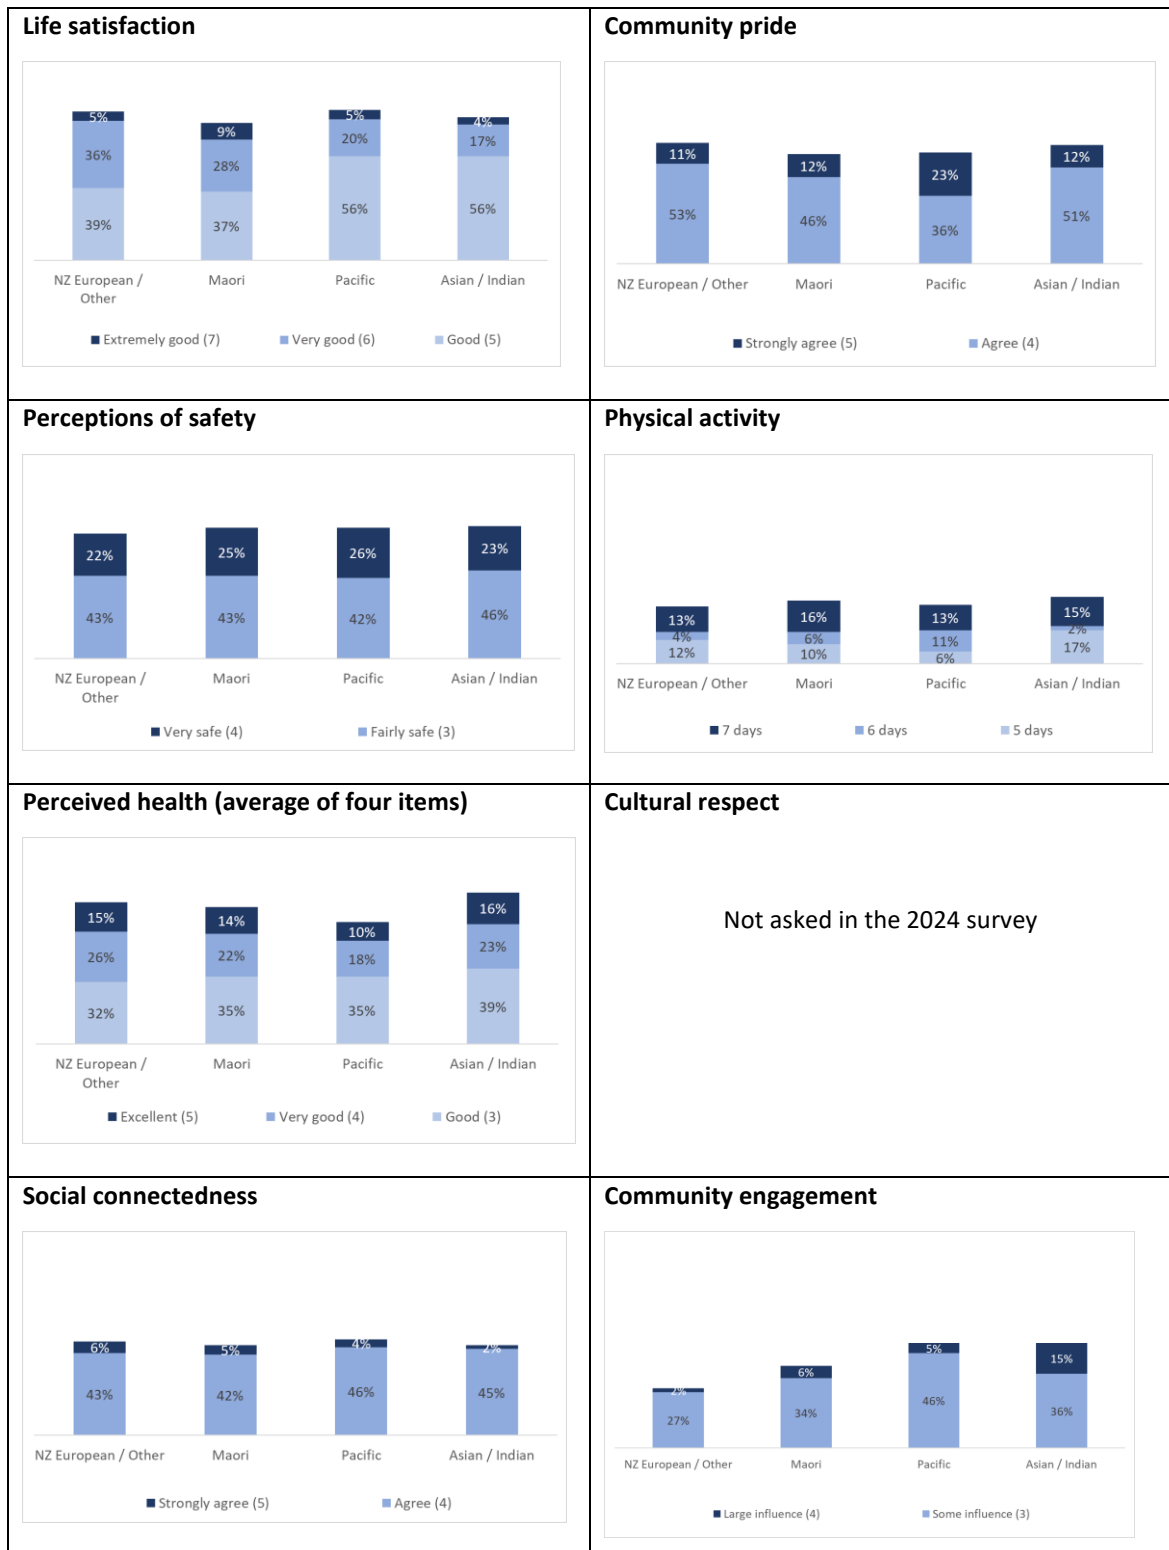 Life satisfaction
5%
9%
5%
4%
36%
28%
20%
17%
39%
37%
56%
56%
NZ European / Other
Maori
Pacific
Asian / Indian
Extremely good (7)
Very good (6)
Good (5)
Community pride
11%
12%
23%
12%
53%
46%
36%
51%
NZ European / Other
Maori
Pacific
Asian / Indian
Strongly agree (5)
Agree (4)
Perceptions of safety
22%
25%
26%
23%
43%
43%
42%
46%
NZ European /
Other
Maori
Pacific
Asian / Indian
Very safe (4)
Fairly safe (3)
Physical activity
13%
16%
13%
15%
4%
6%
11%
2%
12%
10%
6%
17%
NZ European / Other
Maori
Pacific
Asian / Indian
7 days
6 days
5 days
Perceived health (average of four items)
15%
14%
10%
16%
26%
22%
18%
23%
32%
35%
35%
39%
NZ European /
Other
Maori
Pacific
Asian / Indian
Excellent (5)
Very good (4)
Good (3)
Cultural respect
Not asked in the 2024 survey
Social connectedness
6%
5%
4%
2%
43%
42%
46%
45%
NZ European / Other
Maori
Pacific
Asian / Indian
Strongly agree (5)
Agree (4)
Community engagement
2%
6%
5%
15%
27%
34%
46%
36%
NZ European / Other
Maori
Pacific
Asian / Indian
Large influence (4)
Some influence (3)